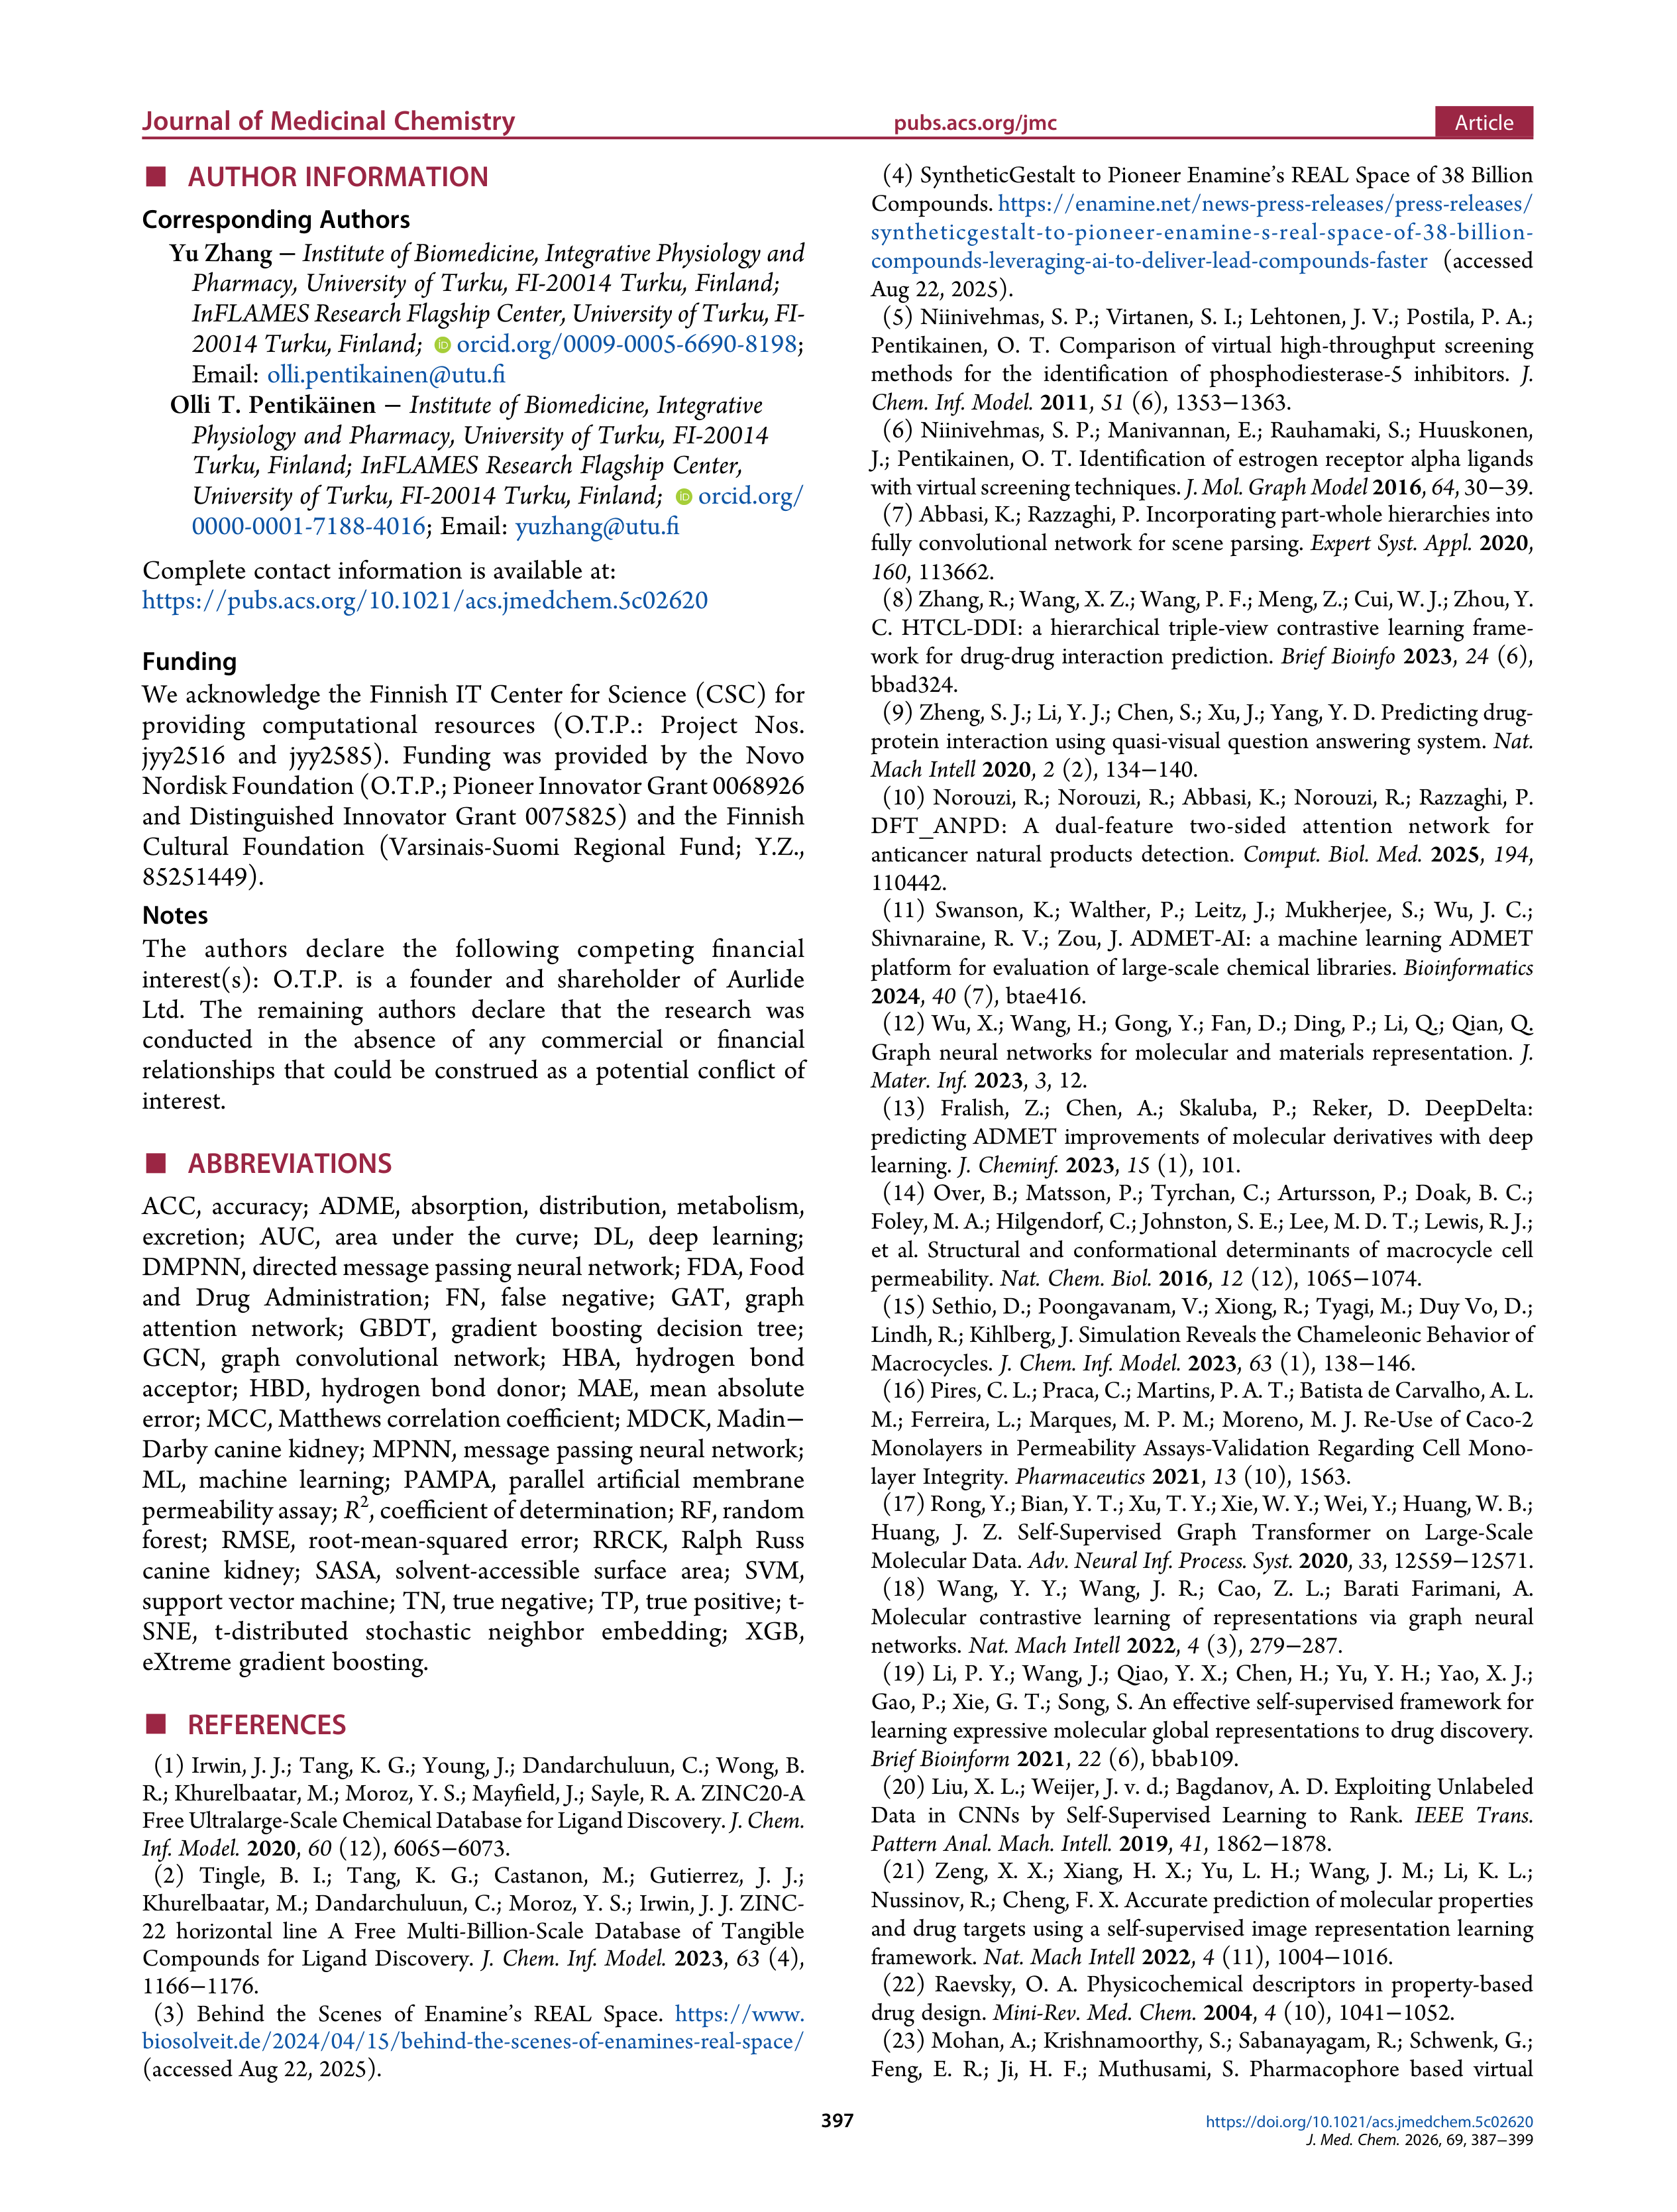 Journal of Medicinal Chemistry
pubs.acs.org/jmc
Article
AUTHOR INFORMATION
Corresponding Authors
Yu Zhang − Institute of Biomedicine, Integrative Physiology and
Pharmacy, University of Turku, FI-20014 Turku, Finland;
InFLAMES Research Flagship Center, University of Turku, FI-
20014 Turku, Finland; iD orcid.org/0009-0005-6690-8198;
Email: olli.pentikainen@utu.fi
Olli T. Pentikäinen − Institute of Biomedicine, Integrative
Physiology and Pharmacy, University of Turku, FI-20014
Turku, Finland; InFLAMES Research Flagship Center,
University of Turku, FI-20014 Turku, Finland; iD orcid.org/
0000-0001-7188-4016; Email: yuzhang@utu.fi
Complete contact information is available at:
https://pubs.acs.org/10.1021/acs.jmedchem.5c02620
Funding
We acknowledge the Finnish IT Center for Science (CSC) for
providing computational resources (O.T.P.: Project Nos.
jyy2516 and jyy2585). Funding was provided by the Novo
Nordisk Foundation (O.T.P.; Pioneer Innovator Grant 0068926
and Distinguished Innovator Grant 0075825) and the Finnish
Cultural Foundation (Varsinais-Suomi Regional Fund; Y.Z.,
85251449).
Notes
The authors declare the following competing financial
interest(s): O.T.P. is a founder and shareholder of Aurlide
Ltd. The remaining authors declare that the research was
conducted in the absence of any commercial or financial
relationships that could be construed as a potential conflict of
interest.
ABBREVIATIONS
ACC, accuracy; ADME, absorption, distribution, metabolism,
excretion; AUC, area under the curve; DL, deep learning;
DMPNN, directed message passing neural network; FDA, Food
and Drug Administration; FN, false negative; GAT, graph
attention network; GBDT, gradient boosting decision tree;
GCN, graph convolutional network; HBA, hydrogen bond
acceptor; HBD, hydrogen bond donor; MAE, mean absolute
error; MCC, Matthews correlation coefficient; MDCK, Madin−
Darby canine kidney; MPNN, message passing neural network;
ML, machine learning; PAMPA, parallel artificial membrane
permeability assay; R², coefficient of determination; RF, random
forest; RMSE, root-mean-squared error; RRCK, Ralph Russ
canine kidney; SASA, solvent-accessible surface area; SVM,
support vector machine; TN, true negative; TP, true positive; t-
SNE, t-distributed stochastic neighbor embedding; XGB,
eXtreme gradient boosting.
REFERENCES
(1) Irwin, J. J.; Tang, K. G.; Young, J.; Dandarchuluun, C.; Wong, B.
R.; Khurelbaatar, M.; Moroz, Y. S.; Mayfield, J.; Sayle, R. A. ZINC20-A
Free Ultralarge-Scale Chemical Database for Ligand Discovery. J. Chem.
Inf. Model. 2020, 60 (12), 6065−6073.
(2) Tingle, B. I.; Tang, K. G.; Castanon, M.; Gutierrez, J. J.;
Khurelbaatar, M.; Dandarchuluun, C.; Moroz, Y. S.; Irwin, J. J. ZINC-
22 horizontal line A Free Multi-Billion-Scale Database of Tangible
Compounds for Ligand Discovery. J. Chem. Inf. Model. 2023, 63 (4),
1166−1176.
(3) Behind the Scenes of Enamine's REAL Space. https://www.
biosolveit.de/2024/04/15/behind-the-scenes-of-enamines-real-space/
(accessed Aug 22, 2025).
(4) SyntheticGestalt to Pioneer Enamine's REAL Space of 38 Billion
Compounds. https://enamine.net/news-press-releases/press-releases/
syntheticgestalt-to-pioneer-enamine-s-real-space-of-38-billion-
compounds-leveraging-ai-to-deliver-lead-compounds-faster (accessed
Aug 22, 2025).
(5) Niinivehmas, S. P.; Virtanen, S. I.; Lehtonen, J. V.; Postila, P. A.;
Pentikainen, O. T. Comparison of virtual high-throughput screening
methods for the identification of phosphodiesterase-5 inhibitors. J.
Chem. Inf. Model. 2011, 51 (6), 1353−1363.
(6) Niinivehmas, S. P.; Manivannan, E.; Rauhamaki, S.; Huuskonen,
J.; Pentikainen, O. T. Identification of estrogen receptor alpha ligands
with virtual screening techniques. J. Mol. Graph Model 2016, 64, 30−39.
(7) Abbasi, K.; Razzaghi, P. Incorporating part-whole hierarchies into
fully convolutional network for scene parsing. Expert Syst. Appl. 2020,
160, 113662.
(8) Zhang, R.; Wang, X. Z.; Wang, P. F.; Meng, Z.; Cui, W. J.; Zhou, Y.
C. HTCL-DDI: a hierarchical triple-view contrastive learning frame-
work for drug-drug interaction prediction. Brief Bioinfo 2023, 24 (6),
bbad324.
(9) Zheng, S. J.; Li, Y. J.; Chen, S.; Xu, J.; Yang, Y. D. Predicting drug-
protein interaction using quasi-visual question answering system. Nat.
Mach Intell 2020, 2 (2), 134−140.
(10) Norouzi, R.; Norouzi, R.; Abbasi, K.; Norouzi, R.; Razzaghi, P.
DFT_ANPD: A dual-feature two-sided attention network for
anticancer natural products detection. Comput. Biol. Med. 2025, 194,
110442.
(11) Swanson, K.; Walther, P.; Leitz, J.; Mukherjee, S.; Wu, J. C.;
Shivnaraine, R. V.; Zou, J. ADMET-AI: a machine learning ADMET
platform for evaluation of large-scale chemical libraries. Bioinformatics
2024, 40 (7), btae416.
(12) Wu, X.; Wang, H.; Gong, Y.; Fan, D.; Ding, P.; Li, Q.; Qian, Q.
Graph neural networks for molecular and materials representation. J.
Mater. Inf. 2023, 3, 12.
(13) Fralish, Z.; Chen, A.; Skaluba, P.; Reker, D. DeepDelta:
predicting ADMET improvements of molecular derivatives with deep
learning. J. Cheminf. 2023, 15 (1), 101.
(14) Over, B.; Matsson, P.; Tyrchan, C.; Artursson, P.; Doak, B. C.;
Foley, M. A.; Hilgendorf, C.; Johnston, S. E.; Lee, M. D. T.; Lewis, R. J.;
et al. Structural and conformational determinants of macrocycle cell
permeability. Nat. Chem. Biol. 2016, 12 (12), 1065−1074.
(15) Sethio, D.; Poongavanam, V.; Xiong, R.; Tyagi, M.; Duy Vo, D.;
Lindh, R.; Kihlberg, J. Simulation Reveals the Chameleonic Behavior of
Macrocycles. J. Chem. Inf. Model. 2023, 63 (1), 138−146.
(16) Pires, C. L.; Praca, C.; Martins, P. A. T.; Batista de Carvalho, A. L.
M.; Ferreira, L.; Marques, M. P. M.; Moreno, M. J. Re-Use of Caco-2
Monolayers in Permeability Assays-Validation Regarding Cell Mono-
layer Integrity. Pharmaceutics 2021, 13 (10), 1563.
(17) Rong, Y.; Bian, Y. T.; Xu, T. Y.; Xie, W. Y.; Wei, Y.; Huang, W. B.;
Huang, J. Z. Self-Supervised Graph Transformer on Large-Scale
Molecular Data. Adv. Neural Inf. Process. Syst. 2020, 33, 12559−12571.
(18) Wang, Y. Y.; Wang, J. R.; Cao, Z. L.; Barati Farimani, A.
Molecular contrastive learning of representations via graph neural
networks. Nat. Mach Intell 2022, 4 (3), 279−287.
(19) Li, P. Y.; Wang, J.; Qiao, Y. X.; Chen, H.; Yu, Y. H.; Yao, X. J.;
Gao, P.; Xie, G. T.; Song, S. An effective self-supervised framework for
learning expressive molecular global representations to drug discovery.
Brief Bioinform 2021, 22 (6), bbab109.
(20) Liu, X. L.; Weijer, J. v. d.; Bagdanov, A. D. Exploiting Unlabeled
Data in CNNs by Self-Supervised Learning to Rank. IEEE Trans.
Pattern Anal. Mach. Intell. 2019, 41, 1862−1878.
(21) Zeng, X. X.; Xiang, H. X.; Yu, L. H.; Wang, J. M.; Li, K. L.;
Nussinov, R.; Cheng, F. X. Accurate prediction of molecular properties
and drug targets using a self-supervised image representation learning
framework. Nat. Mach Intell 2022, 4 (11), 1004−1016.
(22) Raevsky, O. A. Physicochemical descriptors in property-based
drug design. Mini-Rev. Med. Chem. 2004, 4 (10), 1041−1052.
(23) Mohan, A.; Krishnamoorthy, S.; Sabanayagam, R.; Schwenk, G.;
Feng, E. R.; Ji, H. F.; Muthusami, S. Pharmacophore based virtual
397
https://doi.org/10.1021/acs.jmedchem.5c02620
J. Med. Chem. 2026, 69, 387−399